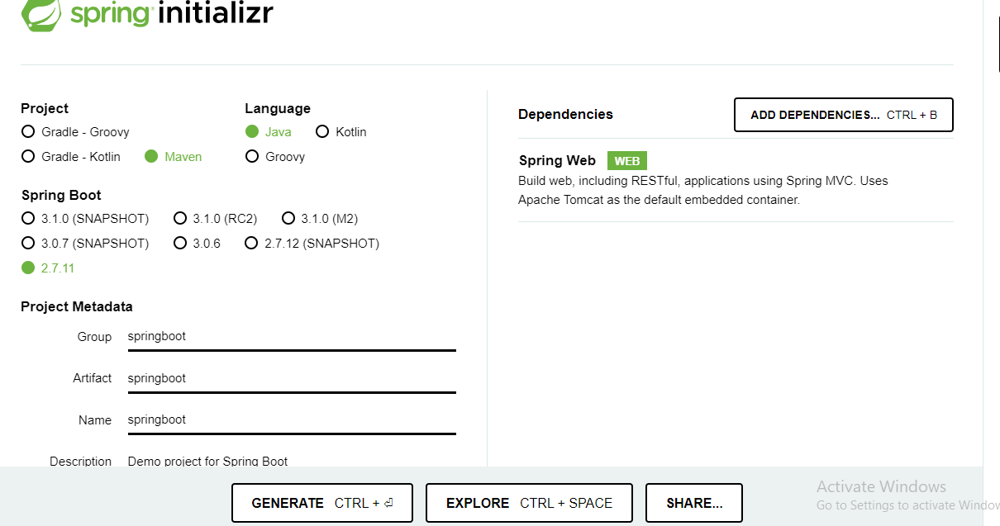 spring initializr
Project
Gradle - Groovy
Gradle - Kotlin Maven
Language
Java Kotlin
Groovy
Spring Boot
3.1.0 (SNAPSHOT) 3.1.0 (RC2) 3.1.0 (M2)
3.0.7 (SNAPSHOT) 3.0.6 2.7.12 (SNAPSHOT)
2.7.11
Project Metadata
Group springboot
Artifact springboot
Name springboot
Description Demo project for Spring Boot
Dependencies ADD DEPENDENCIES... CTRL + B
Spring Web WEB
Build web, including RESTful, applications using Spring MVC. Uses
Apache Tomcat as the default embedded container.
GENERATE CTRL + ⏎ EXPLORE CTRL + SPACE SHARE...
Activate Windows
Go to Settings to activate Window